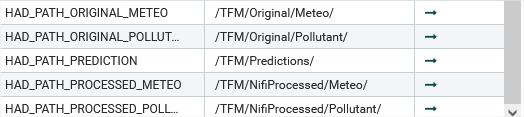 HAD_PATH_ORIGINAL_METEO /TFM/Original/Meteo/
HAD_PATH_ORIGINAL_POLLUT... /TFM/Original/Pollutant/
HAD_PATH_PREDICTION /TFM/Predictions/
HAD_PATH_PROCESSED_METEO /TFM/NifiProcessed/Meteo/
HAD_PATH_PROCESSED_POLL... /TFM/NifiProcessed/Pollutant/